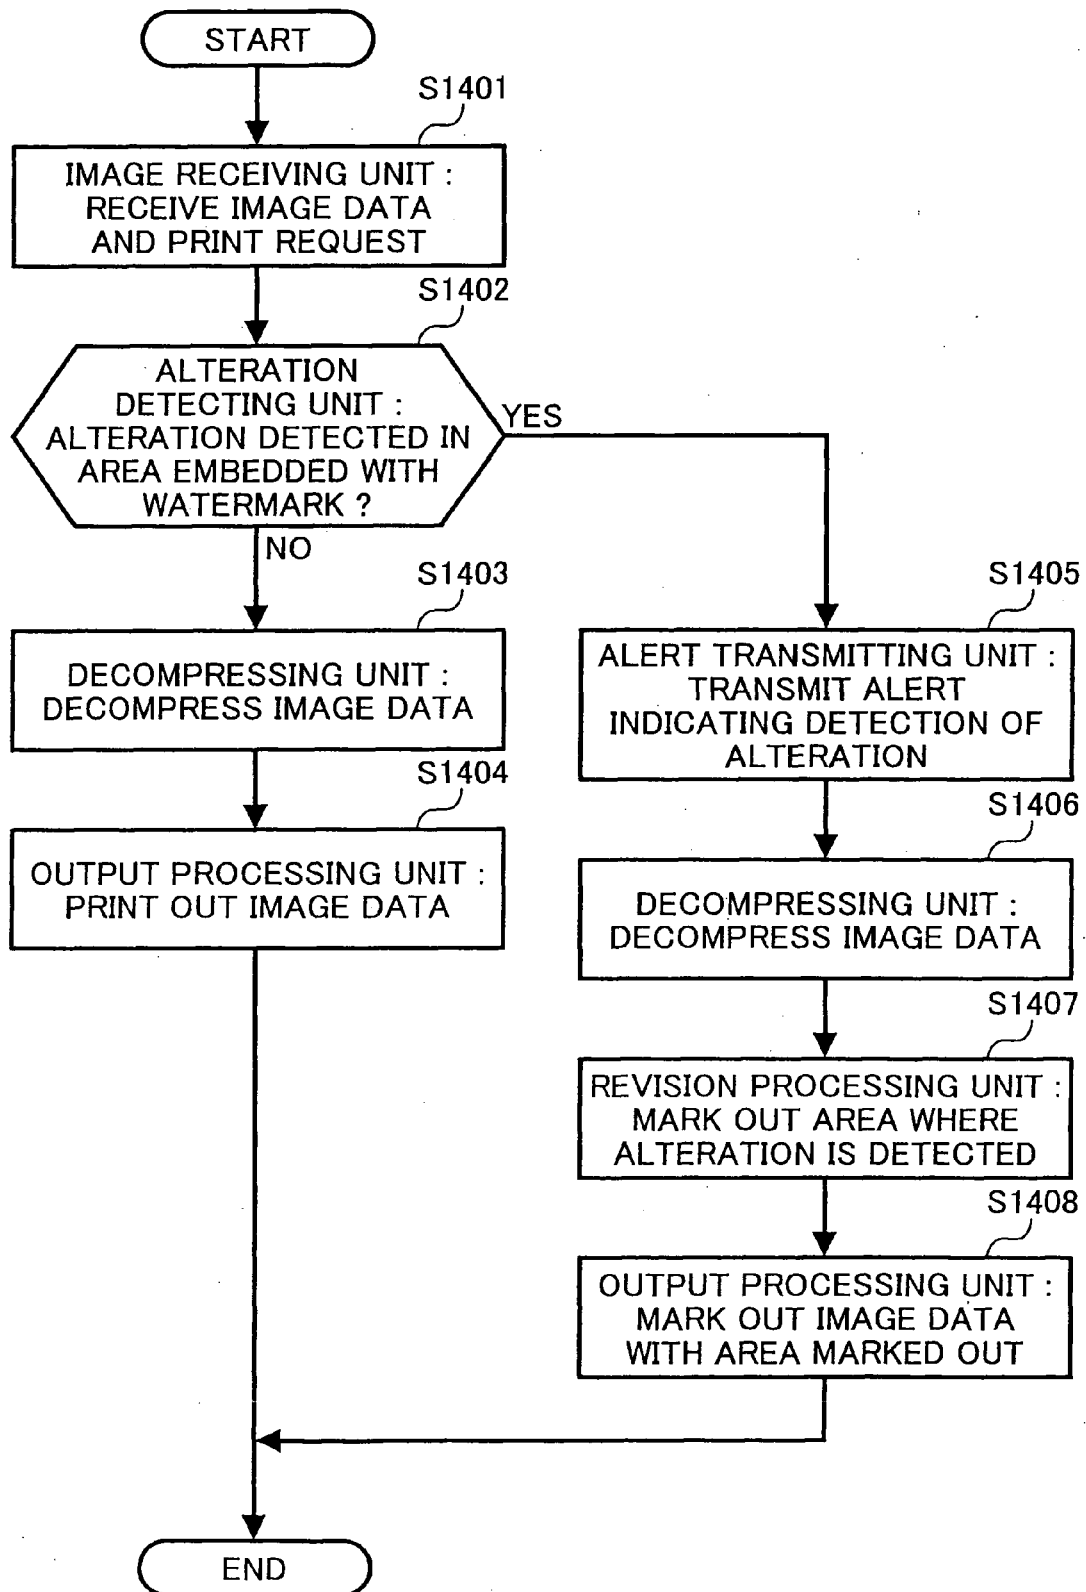 START
S1401
IMAGE RECEIVING UNIT :
RECEIVE IMAGE DATA
AND PRINT REQUEST
S1402
ALTERATION
DETECTING UNIT :
ALTERATION DETECTED IN
AREA EMBEDDED WITH
WATERMARK ?
YES
NO
S1403
DECOMPRESSING UNIT :
DECOMPRESS IMAGE DATA
S1404
OUTPUT PROCESSING UNIT :
PRINT OUT IMAGE DATA
S1405
ALERT TRANSMITTING UNIT :
TRANSMIT ALERT
INDICATING DETECTION OF
ALTERATION
S1406
DECOMPRESSING UNIT :
DECOMPRESS IMAGE DATA
S1407
REVISION PROCESSING UNIT :
MARK OUT AREA WHERE
ALTERATION IS DETECTED
S1408
OUTPUT PROCESSING UNIT :
MARK OUT IMAGE DATA
WITH AREA MARKED OUT
END